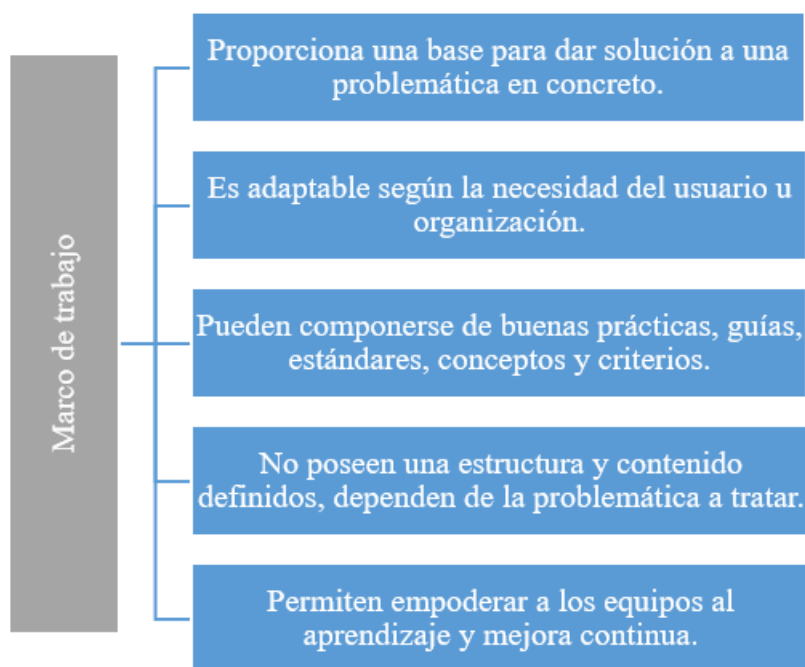 Marco de trabajo
Proporciona una base para dar solución a una
problemática en concreto.
Es adaptable según la necesidad del usuario u
organización.
Pueden componerse de buenas prácticas, guías,
estándares, conceptos y criterios.
No poseen una estructura y contenido
definidos, dependen de la problemática a tratar.
Permiten empoderar a los equipos al
aprendizaje y mejora continua.